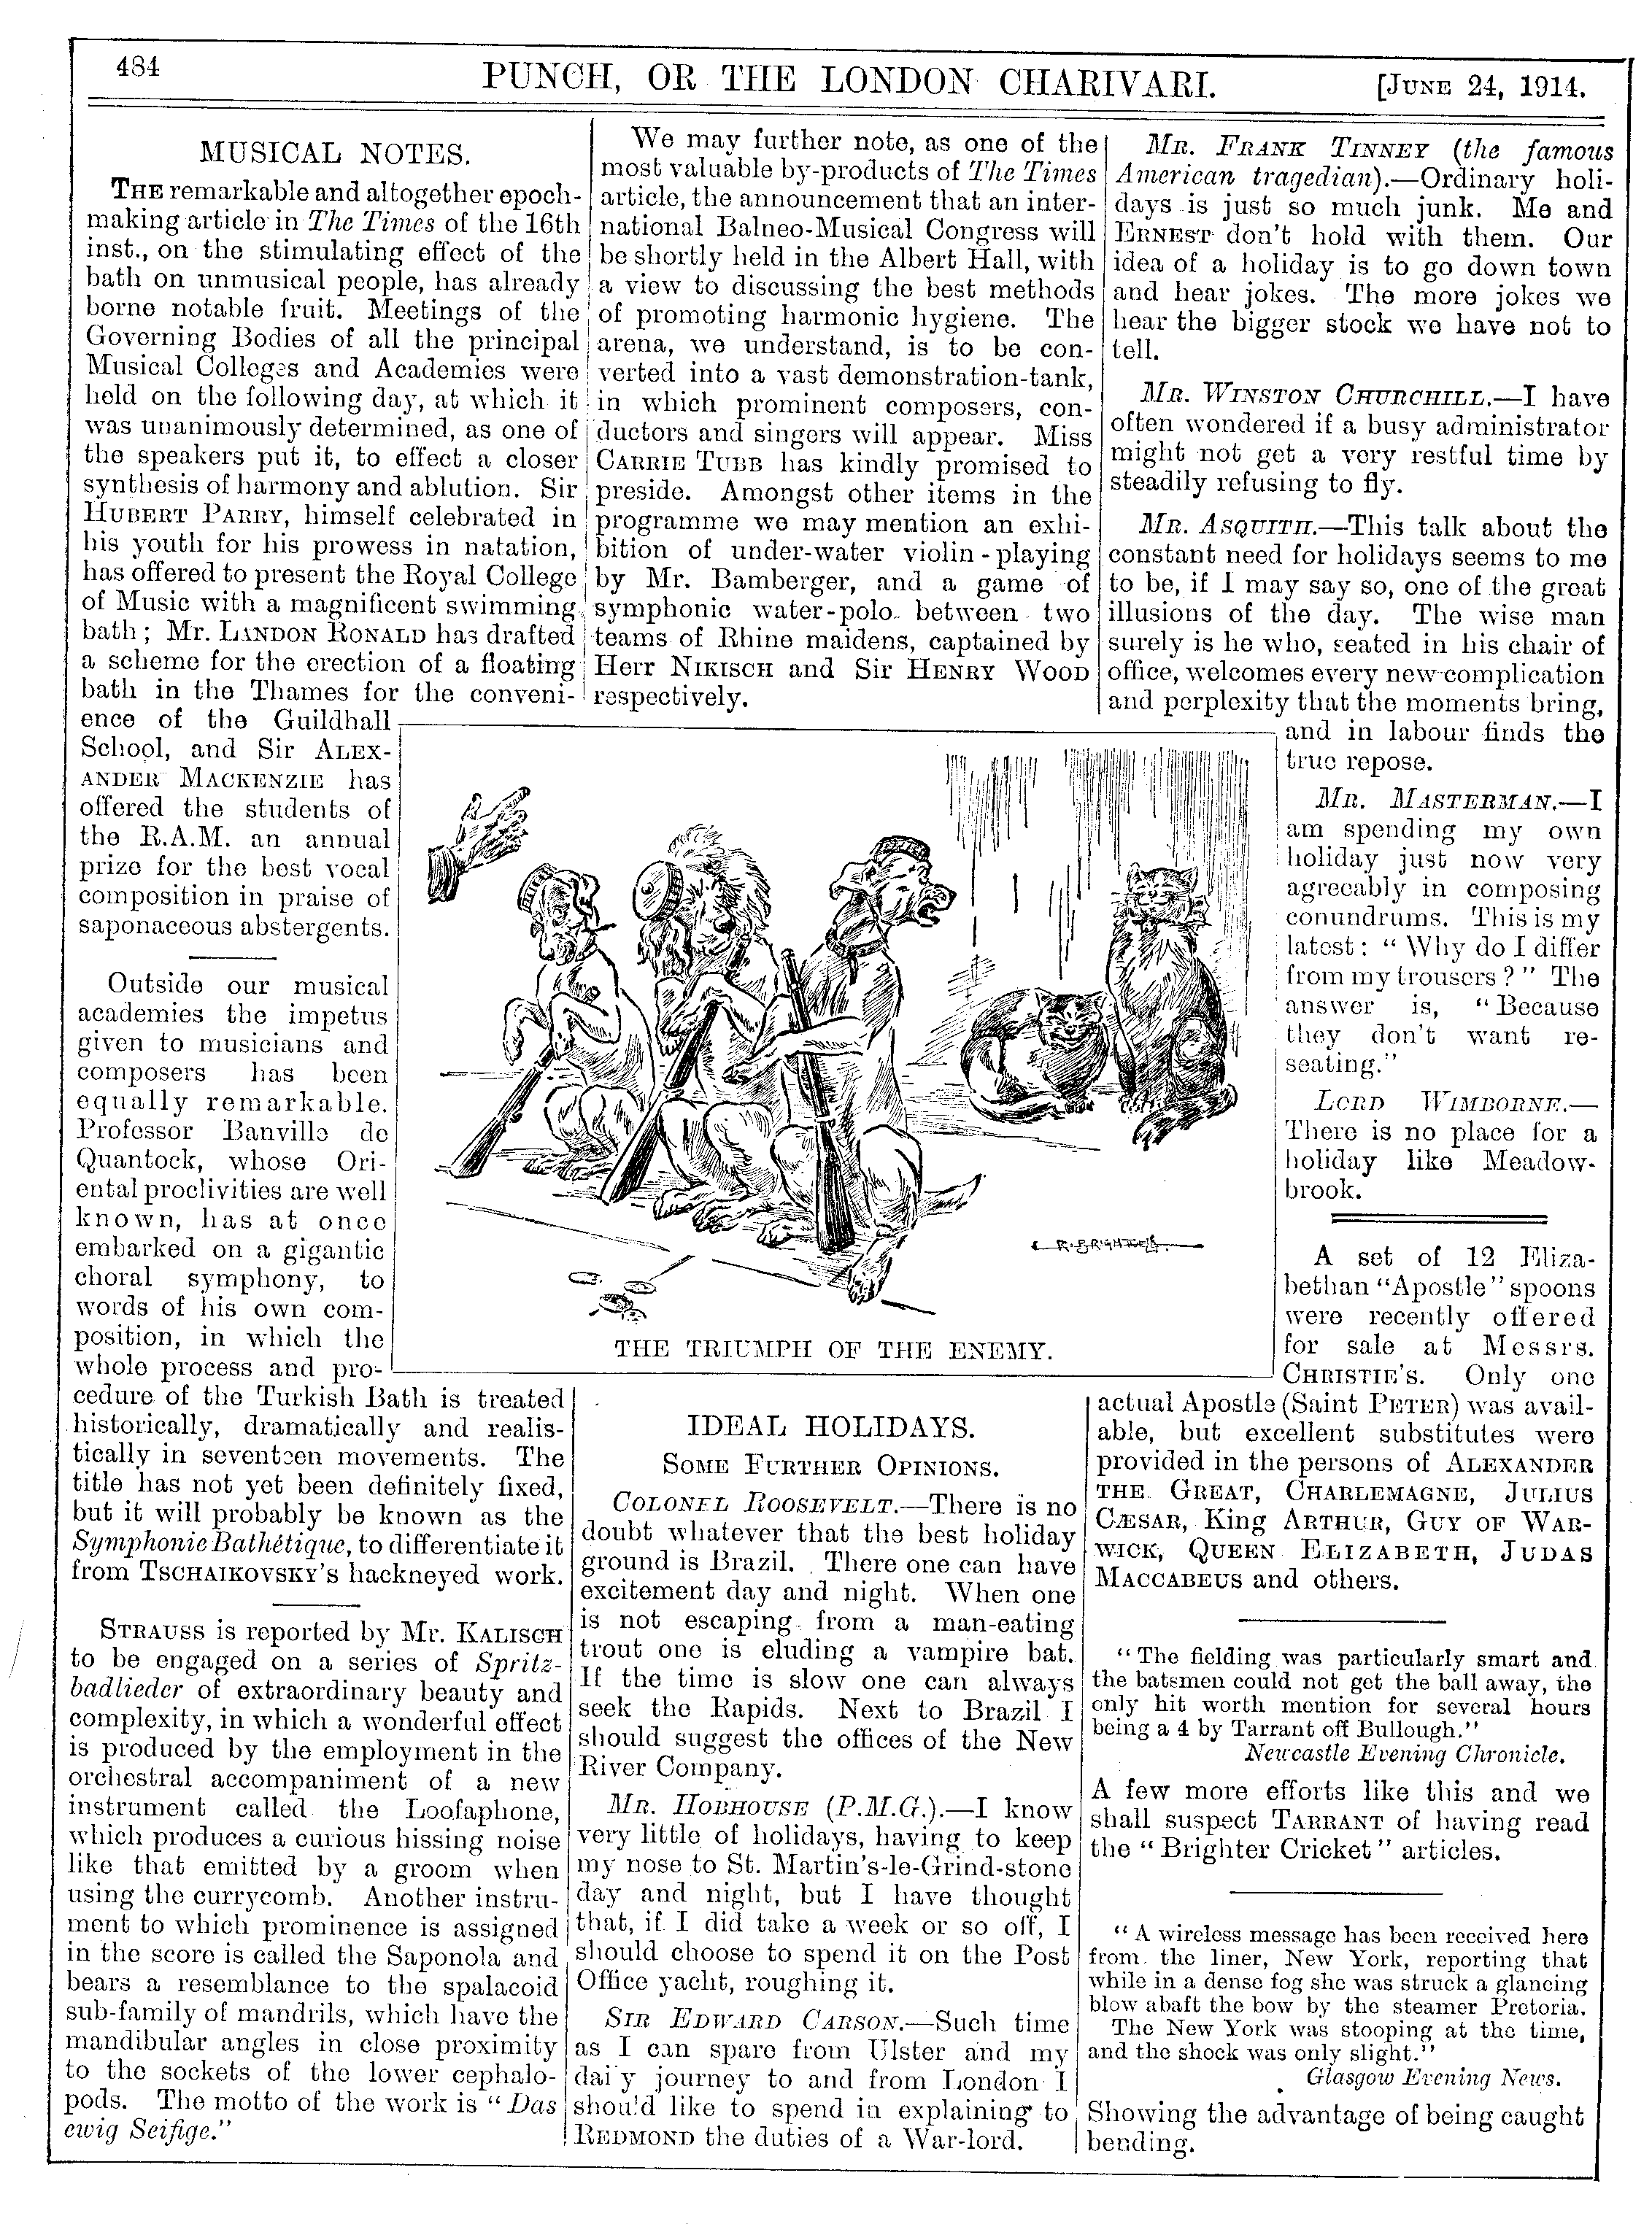 484
PUNCH, OR THE LONDON CHARIVARI.
[JUNE 24, 1914.
MUSICAL NOTES.
THE remarkable and altogether epoch-
making article in The Times of the 16th
inst., on the stimulating effect of the
bath on unmusical people, has already
borne notable fruit. Meetings of the
Governing Bodies of all the principal
Musical Colleges and Academies were
held on the following day, at which it
was unanimously determined, as one of
the speakers put it, to effect a closer
synthesis of harmony and ablution. Sir
HUBERT PARRY, himself celebrated in
his youth for his prowess in natation,
has offered to present the Royal College
of Music with a magnificent swimming
bath; Mr. LANDON RONALD has drafted
a scheme for the erection of a floating
bath in the Thames for the conveni-
ence of the Guildhall
School, and Sir ALEX-
ANDER MACKENZIE has
offered the students of
the R.A.M. an annual
prize for the best vocal
composition in praise of
saponaceous abstergents.
Outside our musical
academies the impetus
given to musicians and
composers has been
equally remarkable.
Professor Banville de
Quantock, whose Ori-
ental proclivities are well
known, has at once
embarked on a gigantic
choral symphony, to
words of his own com-
position, in which the
whole process and pro-
cedure of the Turkish Bath is treated
historically, dramatically and realis-
tically in seventeen movements. The
title has not yet been definitely fixed,
but it will probably be known as the
Symphonie Bathétique, to differentiate it
from TSCHAIKOVSKY'S hackneyed work.
STRAUSS is reported by Mr. KALISCH
to be engaged on a series of Spritz-
badlieder of extraordinary beauty and
complexity, in which a wonderful effect
is produced by the employment in the
orchestral accompaniment of a new
instrument called the Loofaphone,
which produces a curious hissing noise
like that emitted by a groom when
using the currycomb. Another instru-
ment to which prominence is assigned
in the score is called the Saponola and
bears a resemblance to the spalacoid
sub-family of mandrils, which have the
mandibular angles in close proximity
to the sockets of the lower cephalo-
pods. The motto of the work is "Das
ewig Seifige."
We may further note, as one of the
most valuable by-products of The Times
article, the announcement that an inter-
national Balneo-Musical Congress will
be shortly held in the Albert Hall, with
a view to discussing the best methods
of promoting harmonic hygiene. The
arena, we understand, is to be con-
verted into a vast demonstration-tank,
in which prominent composers, con-
ductors and singers will appear. Miss
CARRIE TUBB has kindly promised to
preside. Amongst other items in the
programme we may mention an exhi-
bition of under-water violin-playing
by Mr. Bamberger, and a game of
symphonic water-polo between two
teams of Rhine maidens, captained by
Herr NIKISCH and Sir HENRY WOOD
respectively.
THE TRIUMPH OF THE ENEMY.
IDEAL HOLIDAYS.
SOME FURTHER OPINIONS.
COLONEL ROOSEVELT.—There is no
doubt whatever that the best holiday
ground is Brazil. There one can have
excitement day and night. When one
is not escaping from a man-eating
trout one is eluding a vampire bat.
If the time is slow one can always
seek the Rapids. Next to Brazil I
should suggest the offices of the New
River Company.
MR. HOBHOUSE (P.M.G.).—I know
very little of holidays, having to keep
my nose to St. Martin's-le-Grind-stone
day and night, but I have thought
that, if I did take a week or so off, I
should choose to spend it on the Post
Office yacht, roughing it.
SIR EDWARD CARSON.—Such time
as I can spare from Ulster and my
dai y journey to and from London I
should like to spend in explaining to
REDMOND the duties of a War-lord.
MR. FRANK TINNEY (the famous
American tragedian).—Ordinary holi-
days is just so much junk. Me and
ERNEST don't hold with them. Our
idea of a holiday is to go down town
and hear jokes. The more jokes we
hear the bigger stock we have not to
tell.
MR. WINSTON CHURCHILL.—I have
often wondered if a busy administrator
might not get a very restful time by
steadily refusing to fly.
MR. ASQUITH.—This talk about the
constant need for holidays seems to me
to be, if I may say so, one of the great
illusions of the day. The wise man
surely is he who, seated in his chair of
office, welcomes every new complication
and perplexity that the moments bring,
and in labour finds the
true repose.
MR. MASTERMAN.—I
am spending my own
holiday just now very
agreeably in composing
conundrums. This is my
latest: "Why do I differ
from my trousers?" The
answer is, "Because
they don't want re-
seating."
LORD WIMBORNE.—
There is no place for a
holiday like Meadow-
brook.
A set of 12 Eliza-
bethan "Apostle" spoons
were recently offered
for sale at Messrs.
CHRISTIE'S. Only one
actual Apostle (Saint PETER) was avail-
able, but excellent substitutes were
provided in the persons of ALEXANDER
THE GREAT, CHARLEMAGNE, JULIUS
CÆSAR, King ARTHUR, GUY OF WAR-
WICK, QUEEN ELIZABETH, JUDAS
MACCABEUS and others.
"The fielding was particularly smart and
the batsmen could not get the ball away, the
only hit worth mention for several hours
being a 4 by Tarrant off Bullough."
Newcastle Evening Chronicle.
A few more efforts like this and we
shall suspect TARRANT of having read
the "Brighter Cricket" articles.
"A wireless message has been received here
from the liner, New York, reporting that
while in a dense fog she was struck a glancing
blow abaft the bow by the steamer Pretoria.
The New York was stooping at the time,
and the shock was only slight."
Glasgow Evening News.
Showing the advantage of being caught
bending.